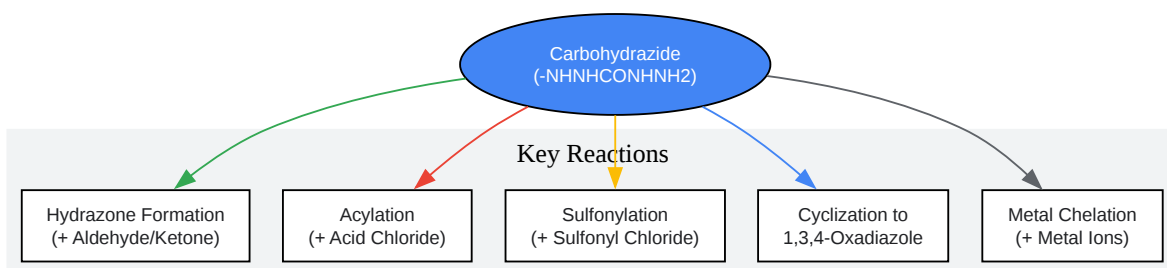 Carbohydrazide
(-NHNHCONHNH2)
Key Reactions
Hydrazone Formation
(+ Aldehyde/Ketone)
Acylation
(+ Acid Chloride)
Sulfonylation
(+ Sulfonyl Chloride)
Cyclization to
1,3,4-Oxadiazole
Metal Chelation
(+ Metal Ions)